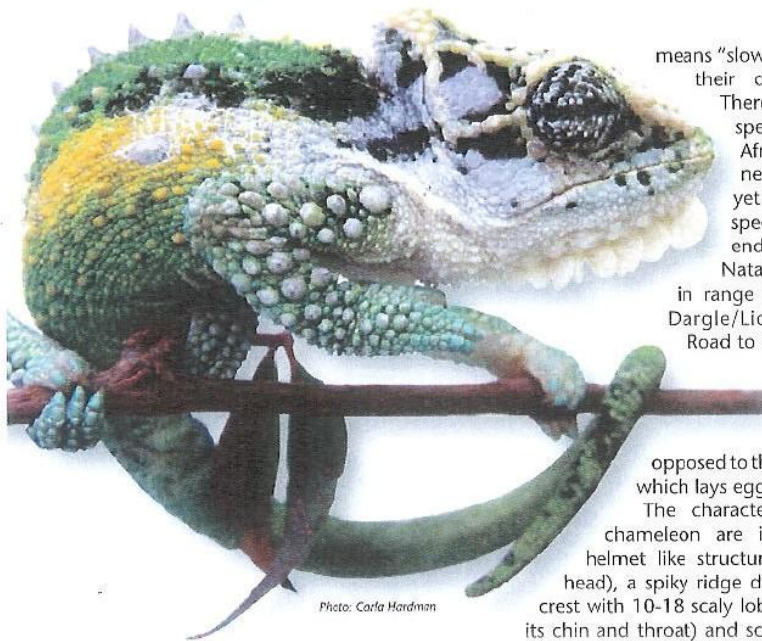 means "slow
their c
There
spe
Afr
ne
yet
spec
end
Nata
in range
Dargle/Lio
Road to
opposed to th
which lays egg
The characte
chameleon are i
helmet like structur
head), a spiky ridge d
crest with 10-18 scaly lob
its chin and throat) and sc
Photo: Carla Hardman